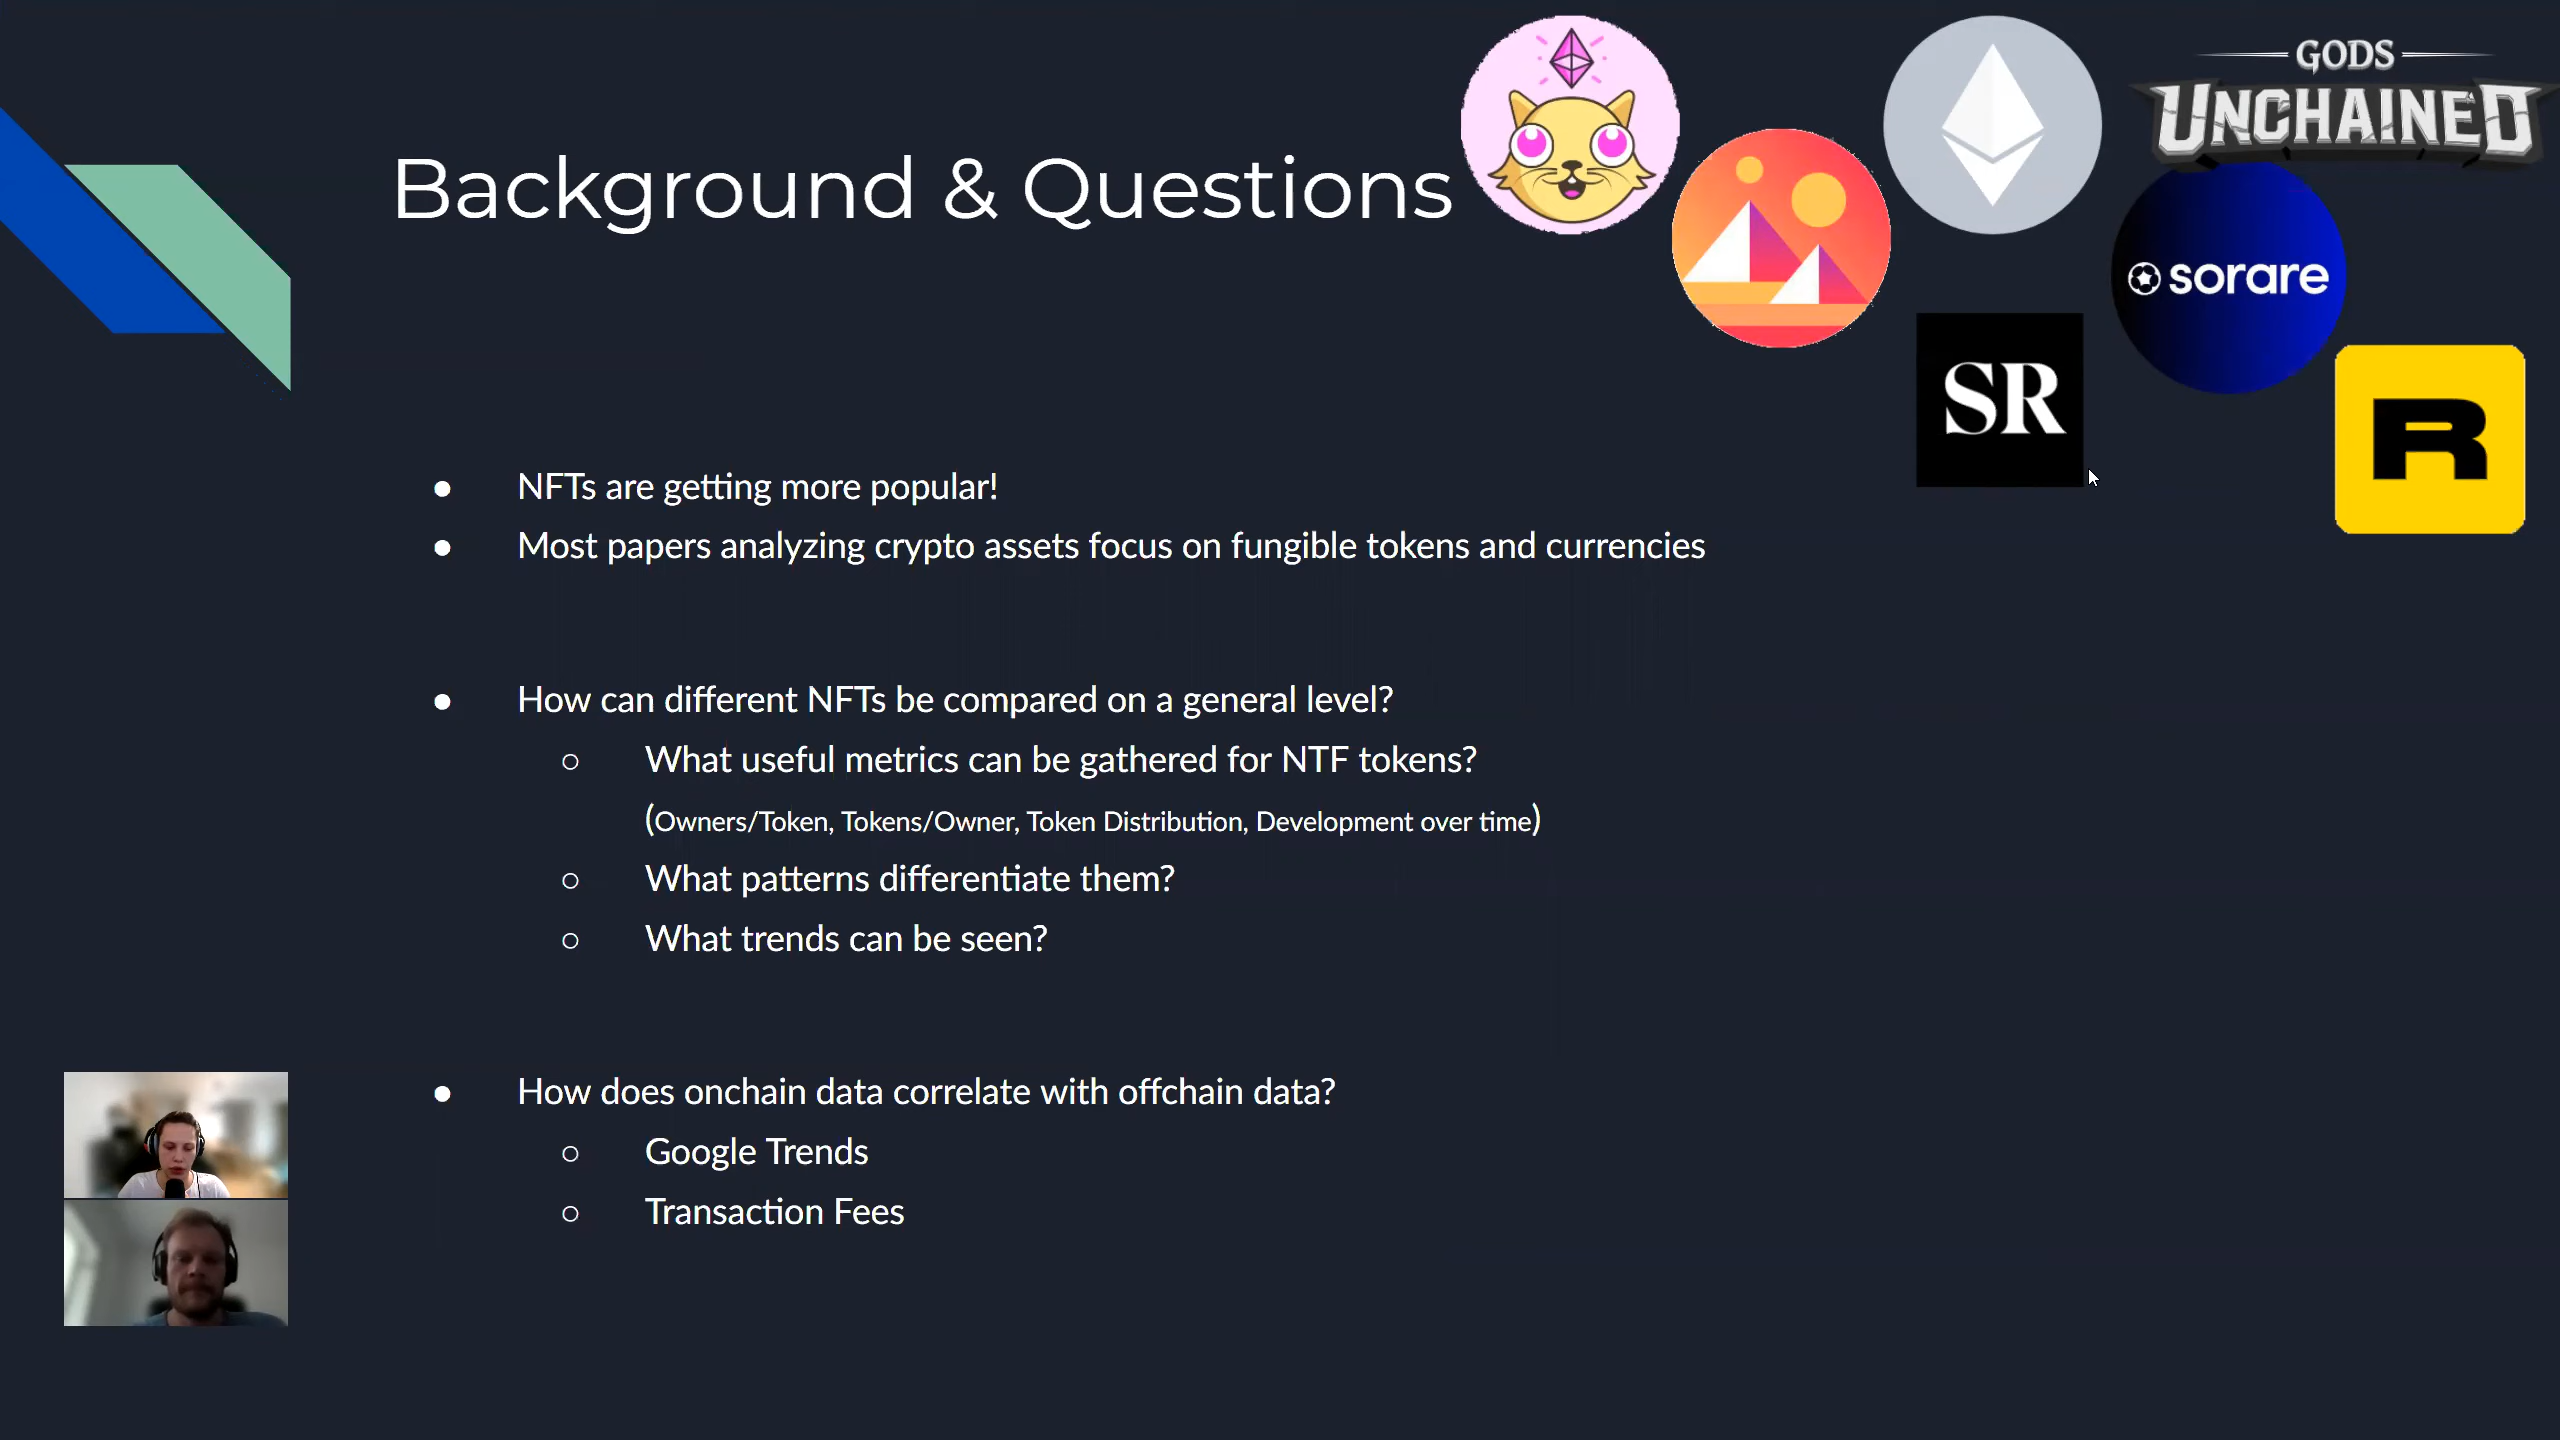 GODS
UNCHAINED
Background & Questions
sorare
SR
R
● NFTs are getting more popular!
● Most papers analyzing crypto assets focus on fungible tokens and currencies
● How can different NFTs be compared on a general level?
○ What useful metrics can be gathered for NTF tokens?
(Owners/Token, Tokens/Owner, Token Distribution, Development over time)
○ What patterns differentiate them?
○ What trends can be seen?
● How does onchain data correlate with offchain data?
○ Google Trends
○ Transaction Fees